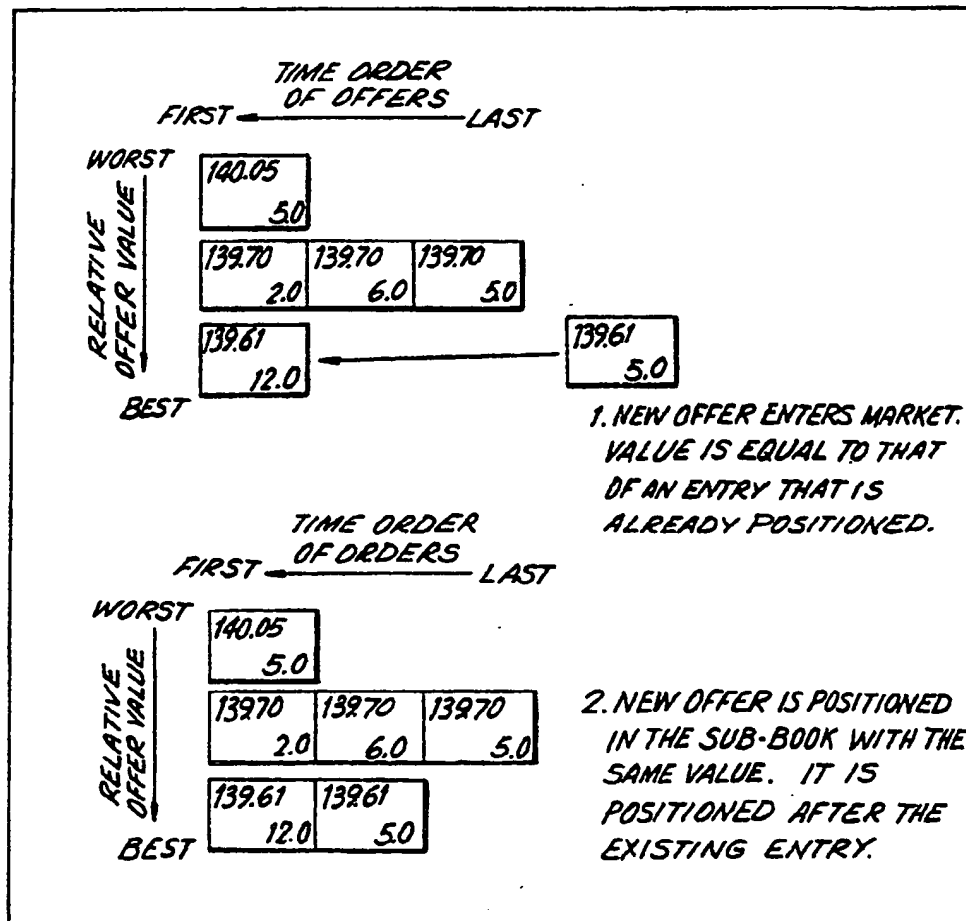 TIME ORDER
OF OFFERS
FIRST LAST
WORST
RELATIVE
OFFER VALUE
BEST
140.05
5.0
139.70 139.70 139.70
2.0 6.0 5.0
139.61 139.61
12.0 5.0
1. NEW OFFER ENTERS MARKET.
VALUE IS EQUAL TO THAT
OF AN ENTRY THAT IS
ALREADY POSITIONED.
TIME ORDER
OF ORDERS
FIRST LAST
WORST
RELATIVE
OFFER VALUE
BEST
140.05
5.0
139.70 139.70 139.70
2.0 6.0 5.0
139.61 139.61
12.0 5.0
2. NEW OFFER IS POSITIONED
IN THE SUB-BOOK WITH THE
SAME VALUE. IT IS
POSITIONED AFTER THE
EXISTING ENTRY.